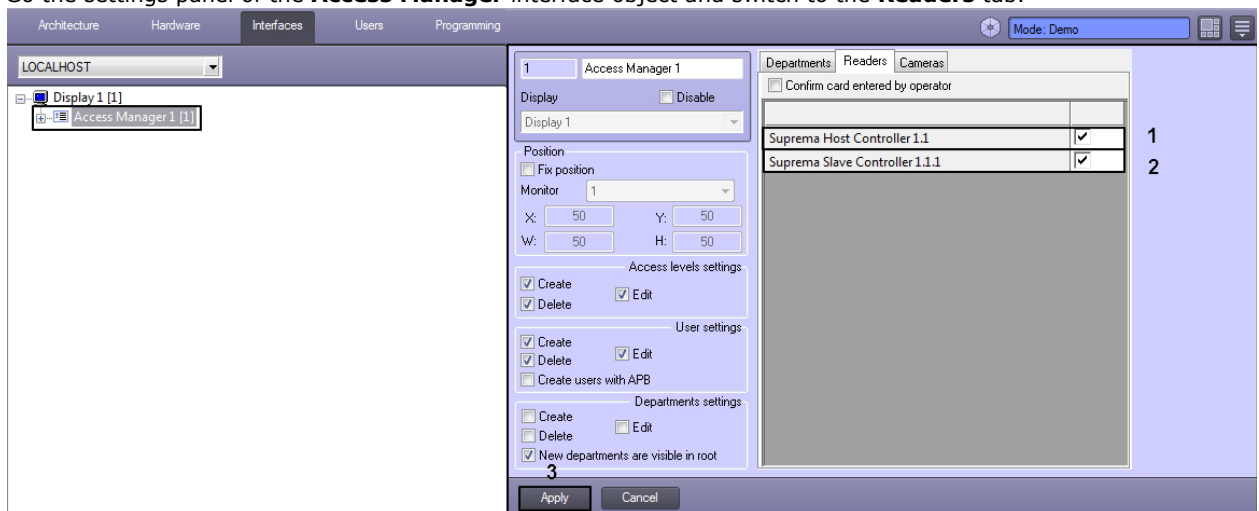 Go the settings panel of the Access Manager interface object and switch to the Readers tab.
Architecture Hardware Interfaces Users Programming Mode: Demo
LOCALHOST
Display 1 [1]
Access Manager 1 [1]
1 Access Manager 1
Display Disable
Display 1
Position
Fix position
Monitor 1
X: 50 Y: 50
W: 50 H: 50
Access levels settings
Create
Edit
Delete
User settings
Create
Edit
Delete
Create users with APB
Departments settings
Create
Edit
Delete
New departments are visible in root
3
Apply Cancel
Departments Readers Cameras
Confirm card entered by operator
Suprema Host Controller 1.1 1
Suprema Slave Controller 1.1.1 2